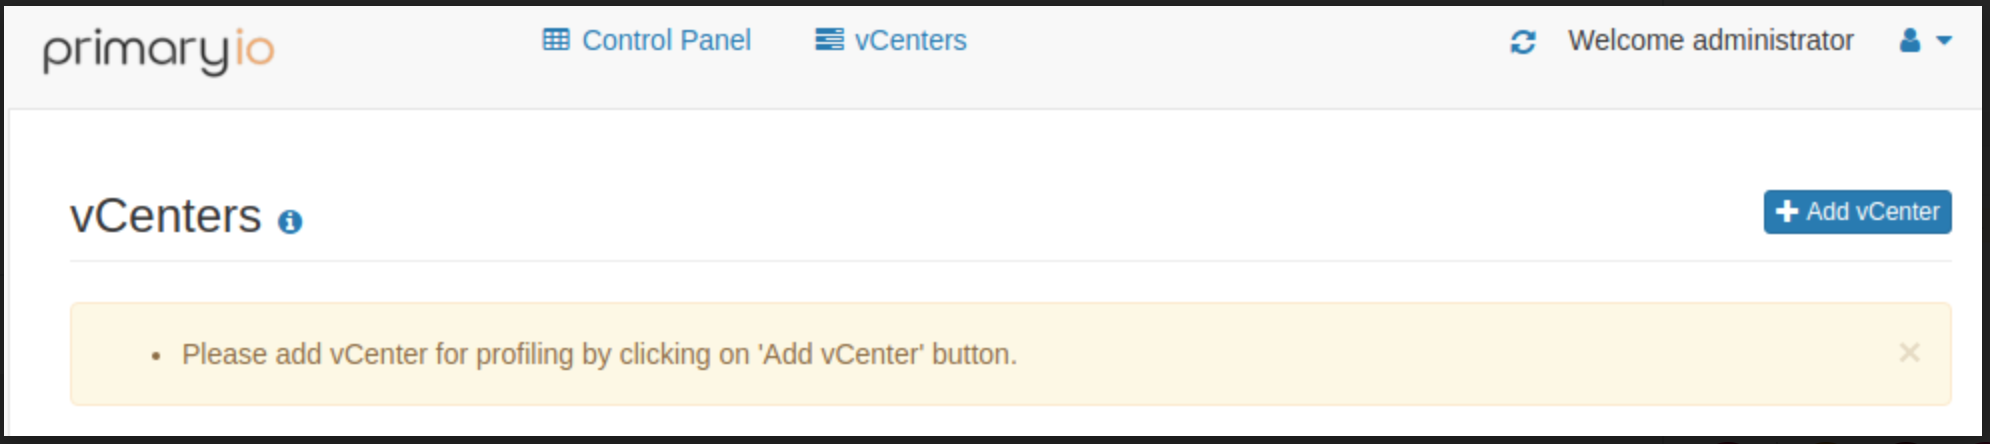 primaryio Control Panel vCenters Welcome administrator
vCenters Add vCenter
Please add vCenter for profiling by clicking on 'Add vCenter' button.